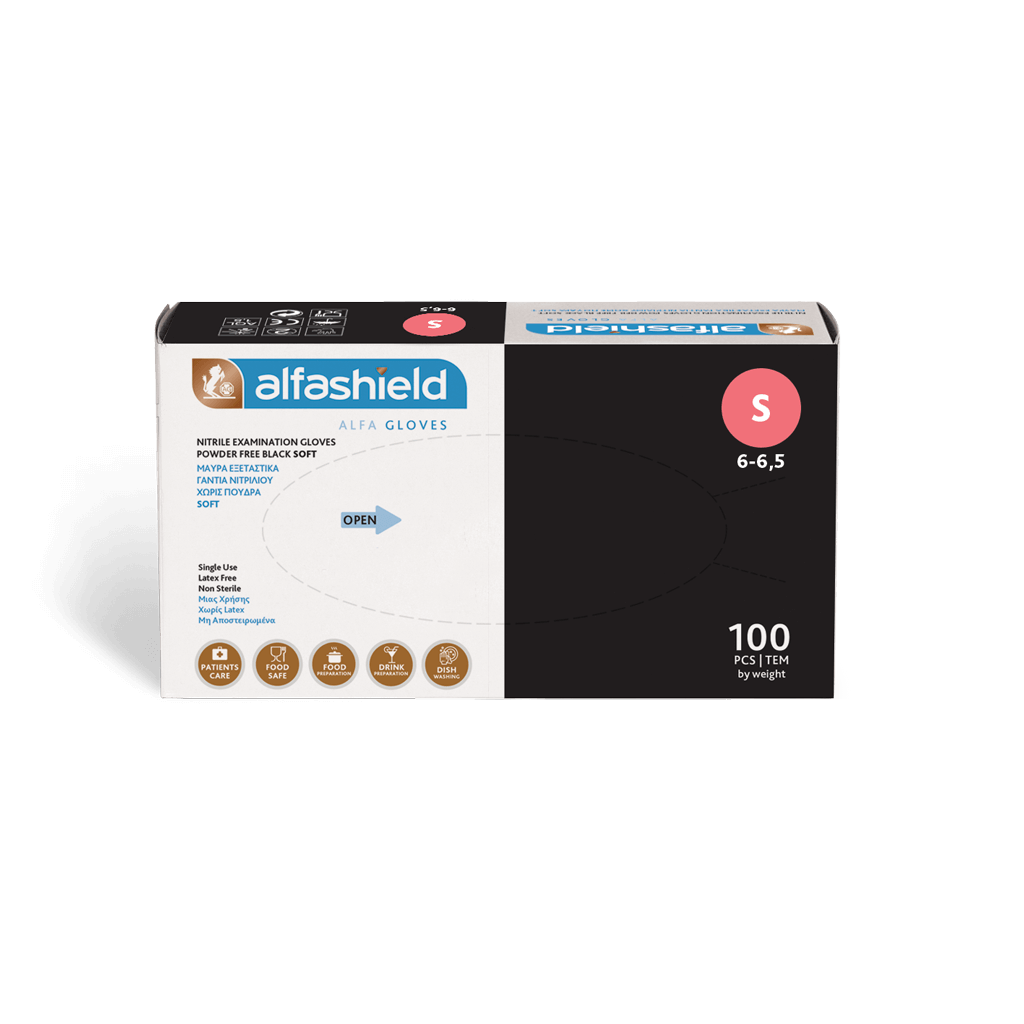 6-6,5
S
alfashield
GLOVES
alfashield
ALFA GLOVES
NITRILE EXAMINATION GLOVES
POWDER FREE BLACK SOFT
ΜΑΥΡΑ ΕΞΕΤΑΣΤΙΚΑ
ΓΑΝΤΙΑ ΝΙΤΡΙΛΙΟΥ
ΧΩΡΙΣ ΠΟΥΔΡΑ
SOFT
OPEN
S
6-6,5
Single Use
Latex Free
Non Sterile
Μιας Χρήσης
Χωρίς Latex
Μη Αποστειρωμένα
PATIENTS
CARE
FOOD
SAFE
FOOD
PREPARATION
DRINK
PREPARATION
DISH
WASHING
100
PCS | ΤΕΜ
by weight